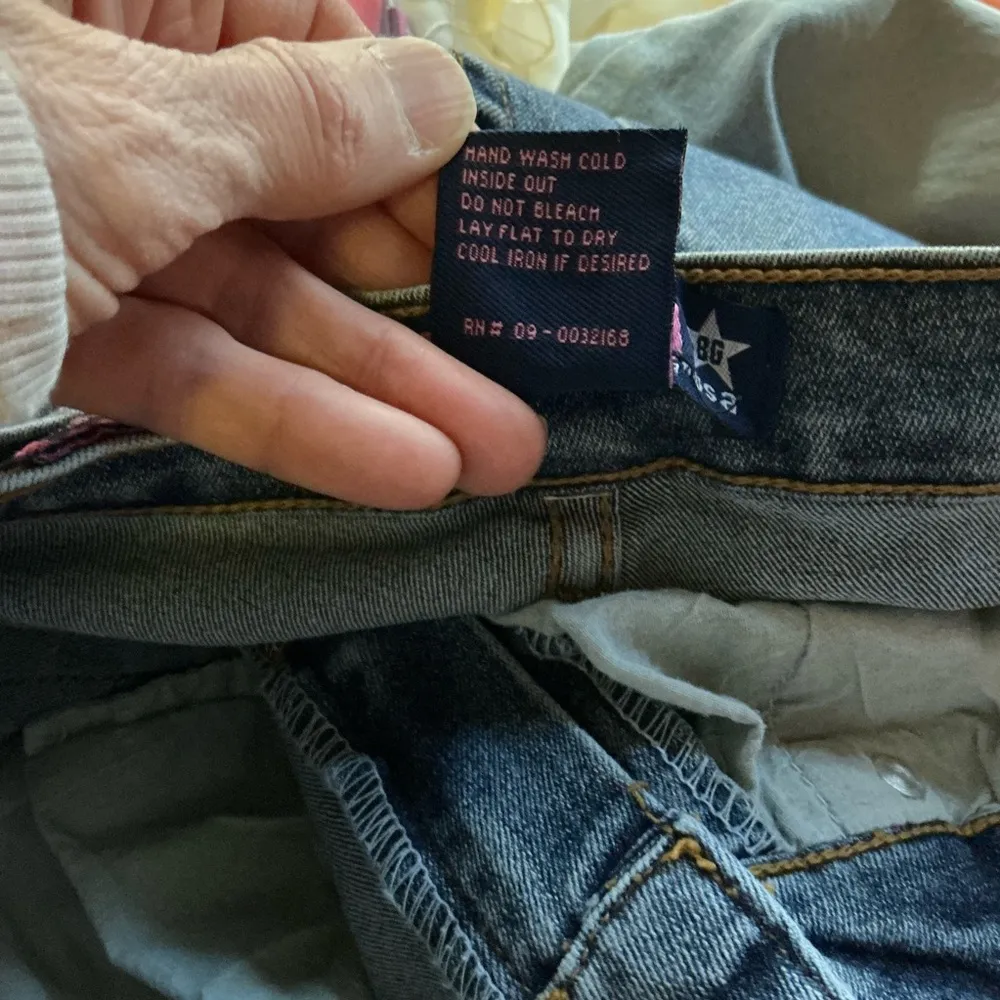 HAND WASH COLD
INSIDE OUT
DO NOT BLEACH
LAY FLAT TO DRY
COOL IRON IF DESIRED
RN# 09-0032168
BG